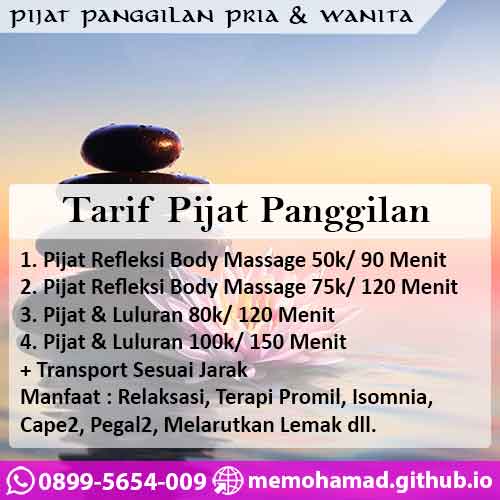 PIJAT PANGGILAN PRIA & WANITA
Tarif Pijat Panggilan
1. Pijat Refleksi Body Massage 50k/ 90 Menit
2. Pijat Refleksi Body Massage 75k/ 120 Menit
3. Pijat & Luluran 80k/ 120 Menit
4. Pijat & Luluran 100k/ 150 Menit
+ Transport Sesuai Jarak
Manfaat : Relaksasi, Terapi Promil, Isomnia,
Cape2, Pegal2, Melarutkan Lemak dll.
0899-5654-009 memohamad.github.io